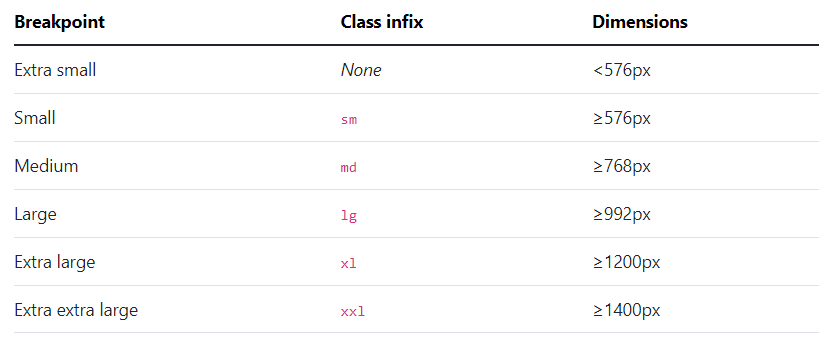 Breakpoint Class infix Dimensions
Extra small None <576px
Small sm ≥576px
Medium md ≥768px
Large lg ≥992px
Extra large xl ≥1200px
Extra extra large xxl ≥1400px